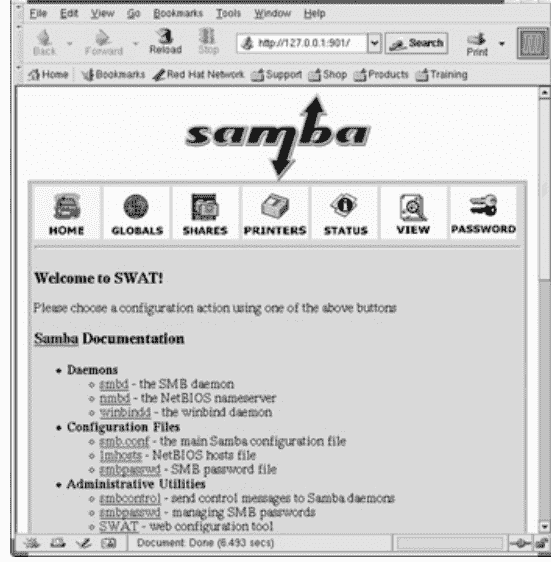 File Edit View Go Bookmarks Tools Window Help
Back Forward Reload Stop http://127.0.0.1:901/ Search Print
Home Bookmarks Red Hat Network Support Shop Products Training
samba
HOME GLOBALS SHARES PRINTERS STATUS VIEW PASSWORD
Welcome to SWAT!
Please choose a configuration action using one of the above buttons
Samba Documentation
• Daemons
◦ smbd - the SMB daemon
◦ nmbd - the NetBIOS nameserver
◦ winbindd - the winbind daemon
• Configuration Files
◦ smb.conf - the main Samba configuration file
◦ lmhosts - NetBIOS hosts file
◦ smbpasswd - SMB password file
• Administrative Utilities
◦ smbcontrol - send control messages to Samba daemons
◦ smbpasswd - managing SMB passwords
◦ SWAT - web configuration tool
Document: Done (6.493 secs)